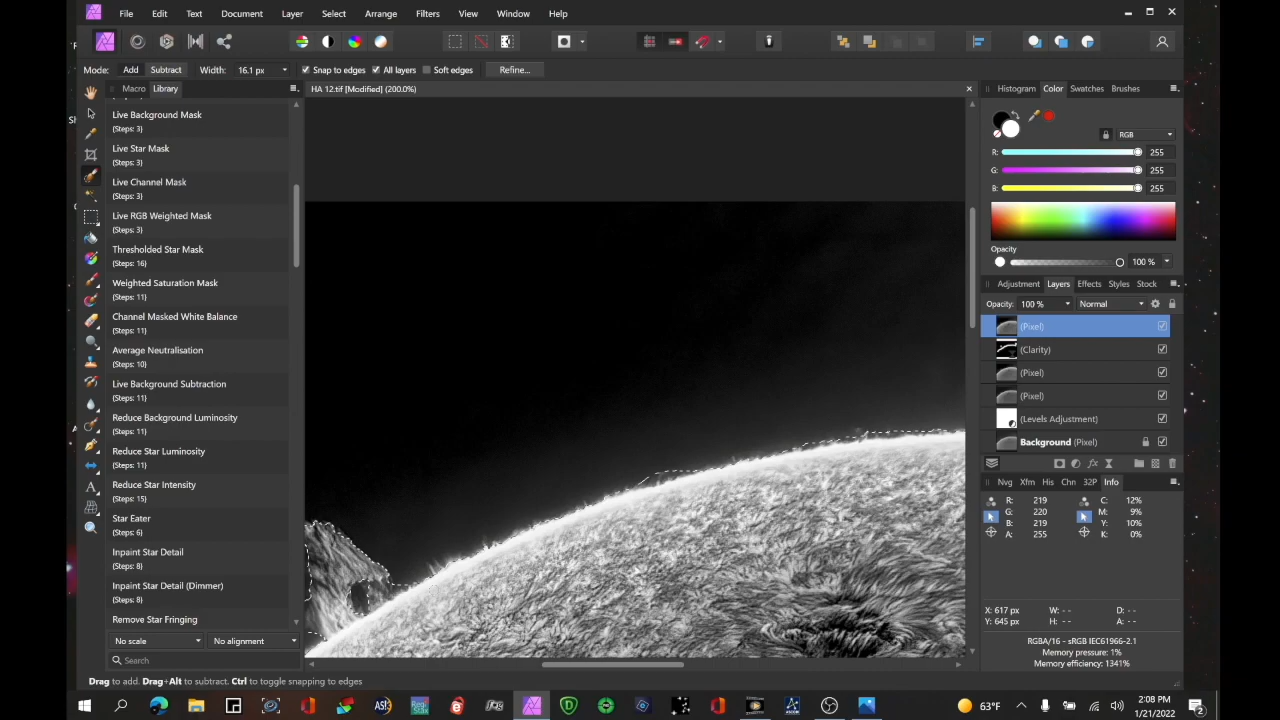 File Edit Text Document Layer Select Arrange Filters View Window Help
Mode: Add Subtract Width: 16.1 px Snap to edges All layers Soft edges Refine...
Macro Library
HA 12.tif [Modified] (200.0%)
Live Background Mask
(Steps: 3)
Live Star Mask
(Steps: 3)
Live Channel Mask
(Steps: 3)
Live RGB Weighted Mask
(Steps: 3)
Thresholded Star Mask
(Steps: 16)
Weighted Saturation Mask
(Steps: 11)
Channel Masked White Balance
(Steps: 11)
Average Neutralisation
(Steps: 10)
Live Background Subtraction
(Steps: 11)
Reduce Background Luminosity
(Steps: 11)
Reduce Star Luminosity
(Steps: 11)
Reduce Star Intensity
(Steps: 15)
Star Eater
(Steps: 6)
Inpaint Star Detail
(Steps: 8)
Inpaint Star Detail (Dimmer)
(Steps: 8)
Remove Star Fringing
No scale No alignment
Search
Histogram Color Swatches Brushes
RGB
R: 255
G: 255
B: 255
Opacity
100 %
Adjustment Layers Effects Styles Stock
Opacity: 100 % Normal
(Pixel)
(Clarity)
(Pixel)
(Pixel)
(Levels Adjustment)
Background (Pixel)
Nvg Xfm His Chn 32P Info
R: 219 C: 12%
G: 220 M: 9%
B: 219 Y: 10%
A: 255 K: 0%
X: 617 px W: - - D: - -
Y: 645 px H: - - A: - -
RGBA/16 - sRGB IEC61966-2.1
Memory pressure: 1%
Memory efficiency: 1341%
Drag to add. Drag+Alt to subtract. Ctrl to toggle snapping to edges
63°F
2:08 PM
1/21/2022